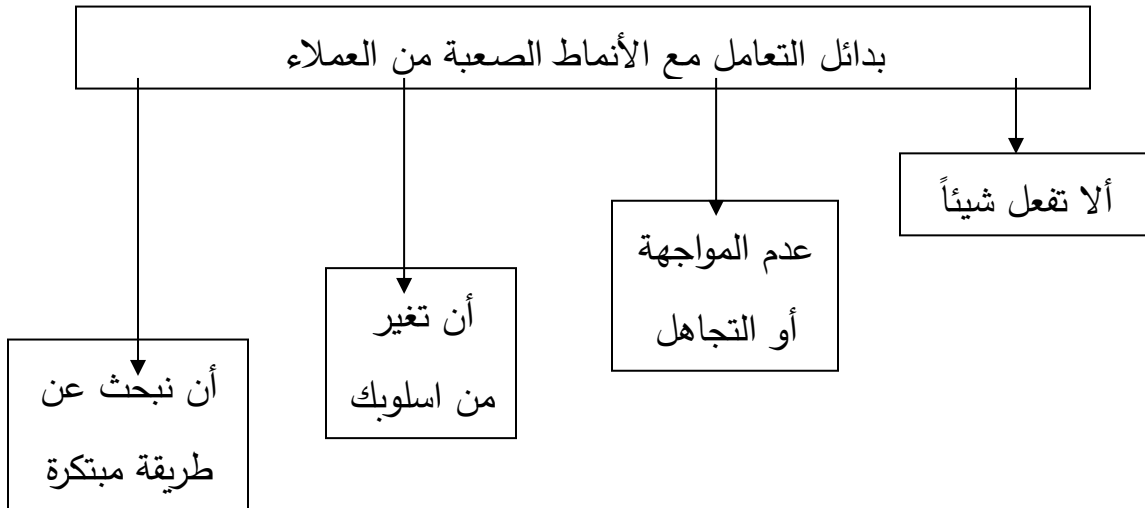 بدائل التعامل مع الأنماط الصعبة من العملاء
ألا تفعل شيئاً
عدم المواجهة
أو التجاهل
أن تغير
من اسلوبك
أن نبحث عن
طريقة مبتكرة